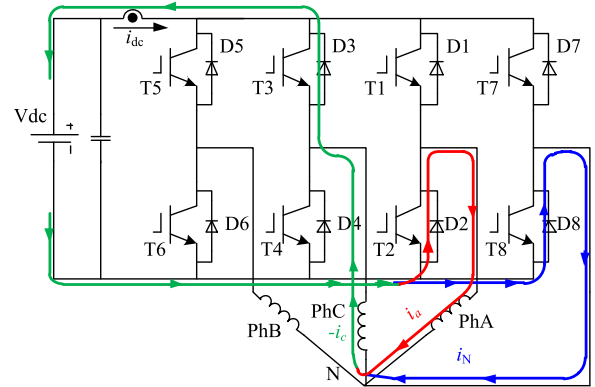 i_dc
D5
D3
D1
D7
T5
T3
T1
T7
Vdc
+
D6
D4
D2
D8
T6
T4
T2
T8
PhC
i_a
PhB
-i_c
PhA
i_N
N